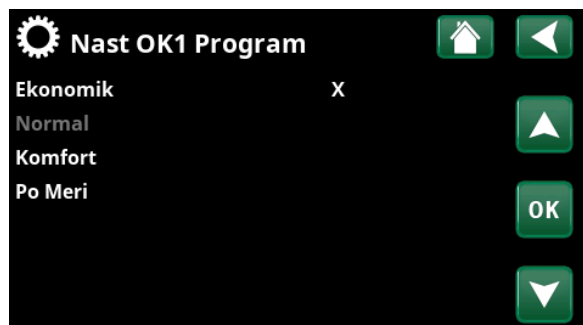 Nast OK1 Program
Ekonomik X
Normal
Komfort
Po Meri
OK